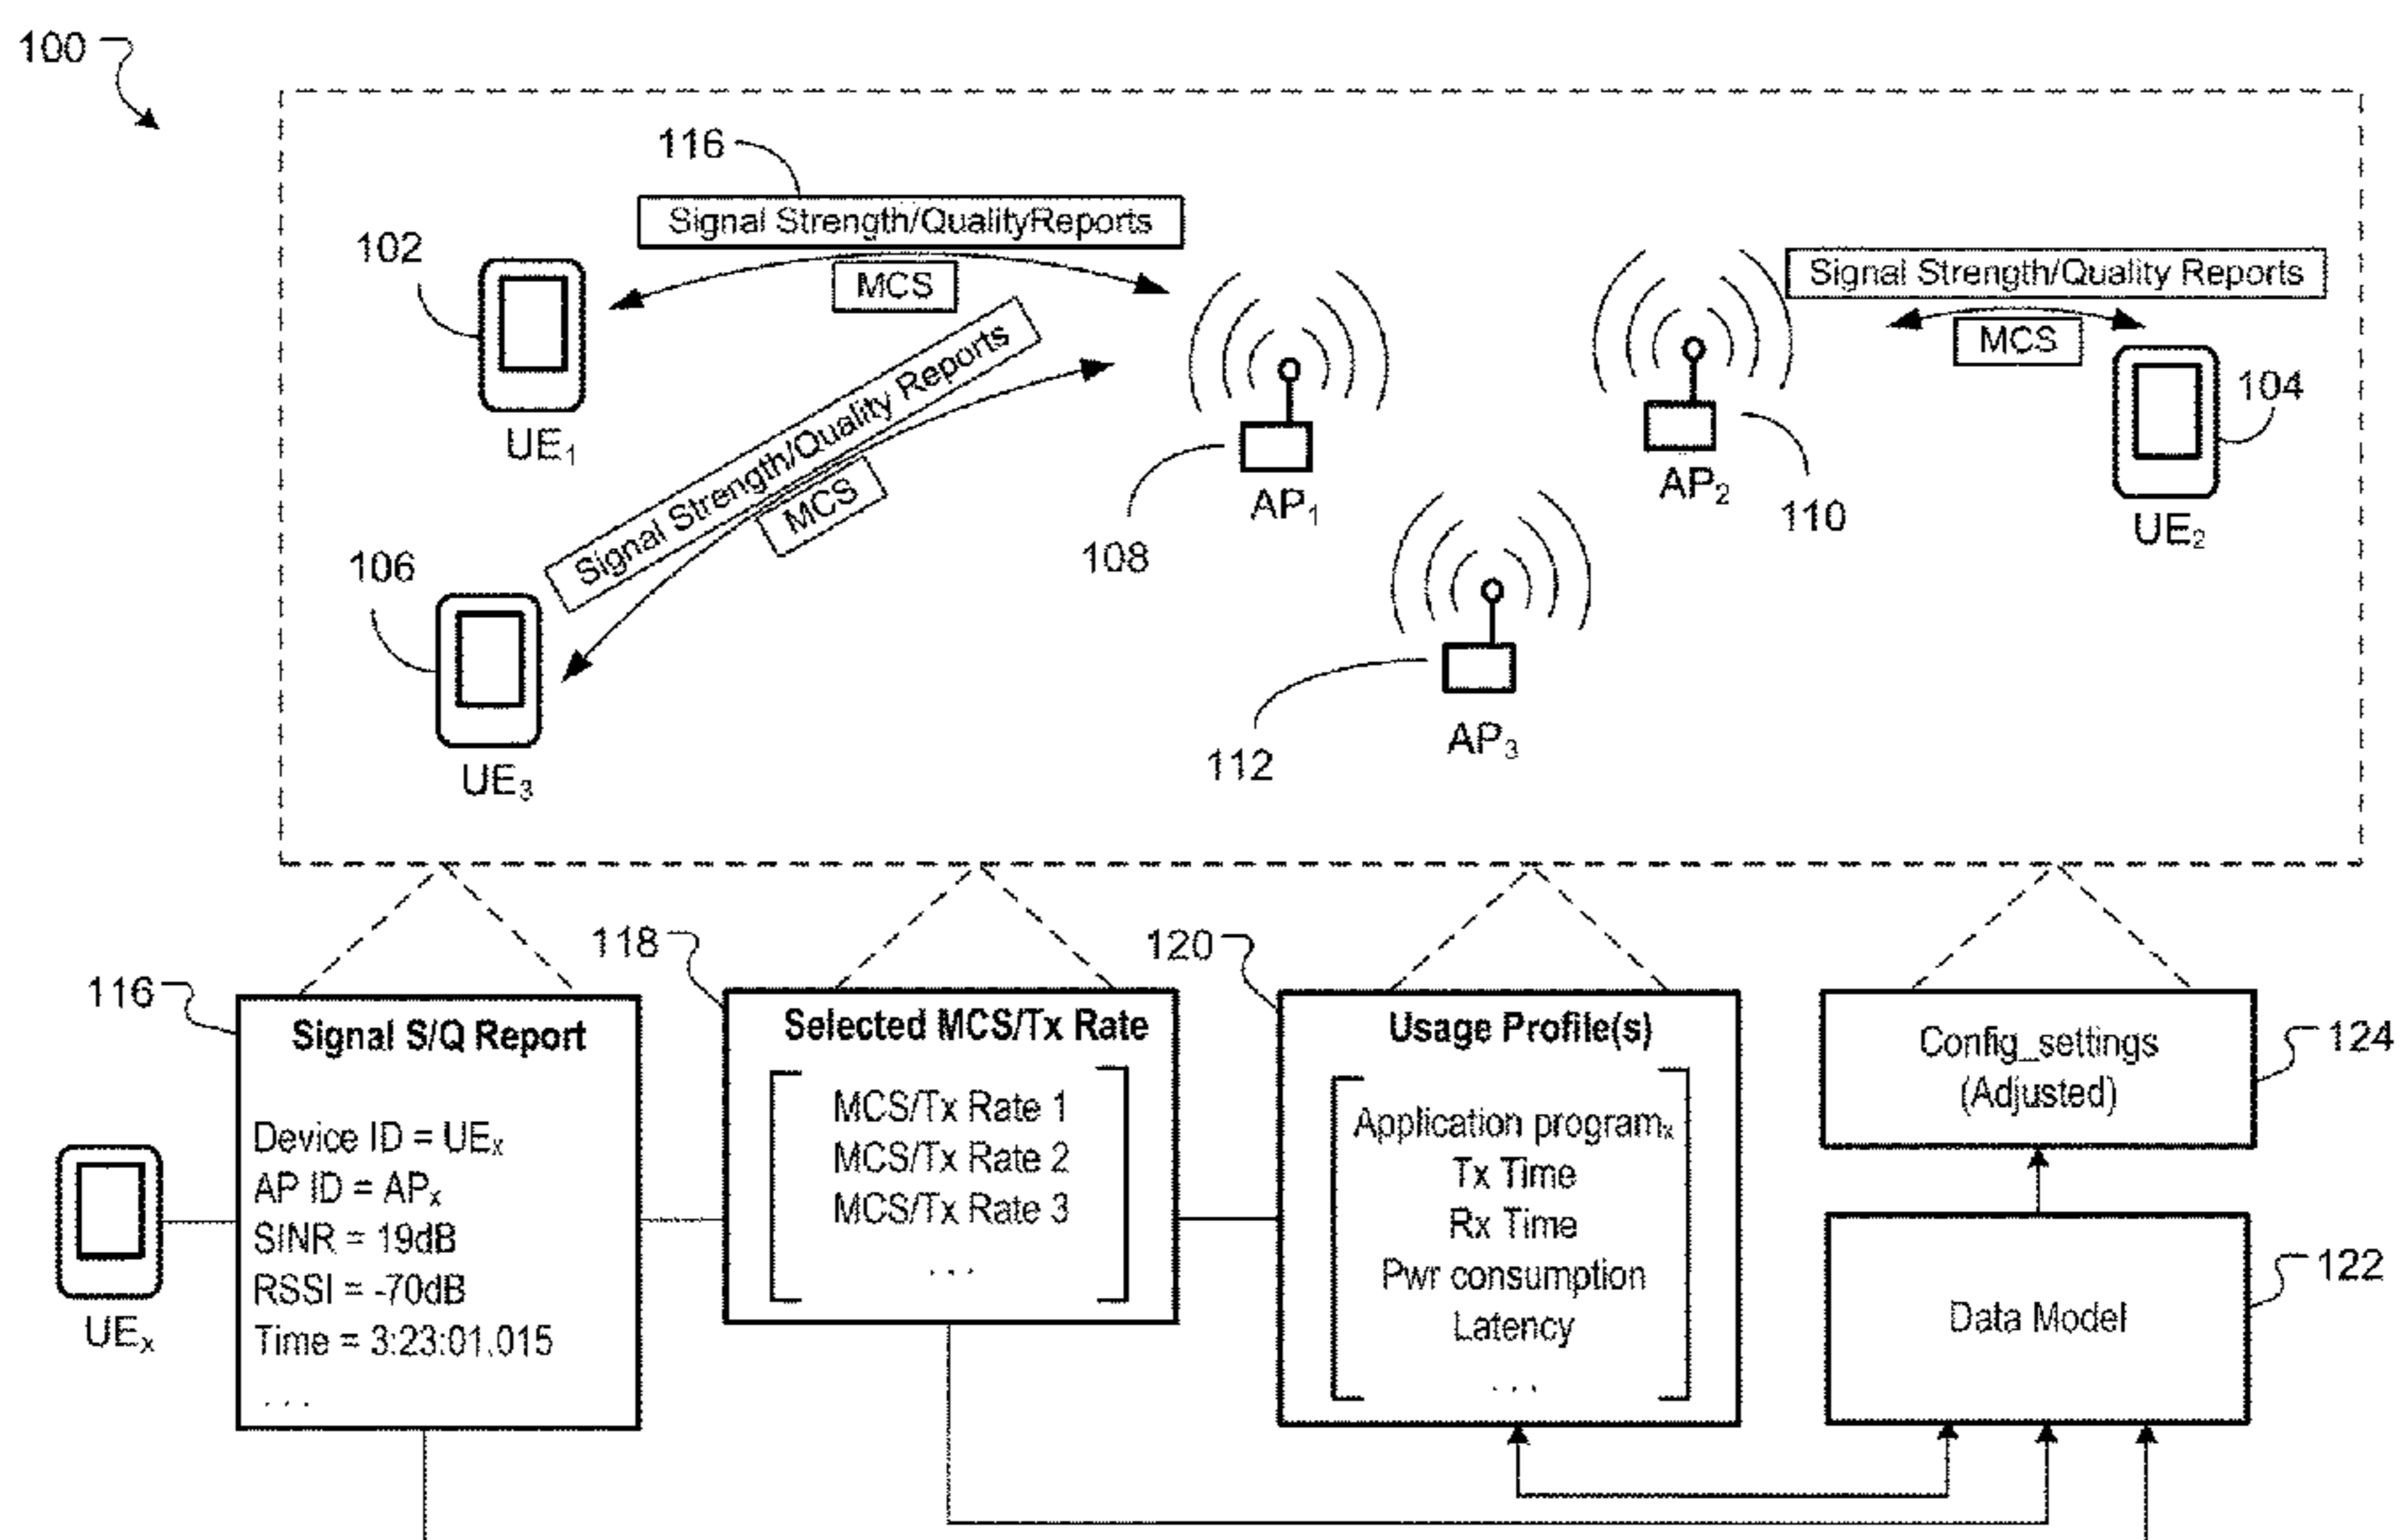 100
116
Signal Strength/QualityReports
MCS
102
UE₁
Signal Strength/Quality Reports
MCS
106
UE₃
108
AP₁
AP₂
110
Signal Strength/Quality Reports
MCS
104
UE₂
112
AP₃
116
Signal S/Q Report
Device ID = UEₓ
AP ID = APₓ
SINR = 19dB
RSSI = -70dB
Time = 3:23:01.015
. . .
UEₓ
118
Selected MCS/Tx Rate
MCS/Tx Rate 1
MCS/Tx Rate 2
MCS/Tx Rate 3
. . .
120
Usage Profile(s)
Application programₓ
Tx Time
Rx Time
Pwr consumption
Latency
. . .
Config_settings
(Adjusted)
124
Data Model
122